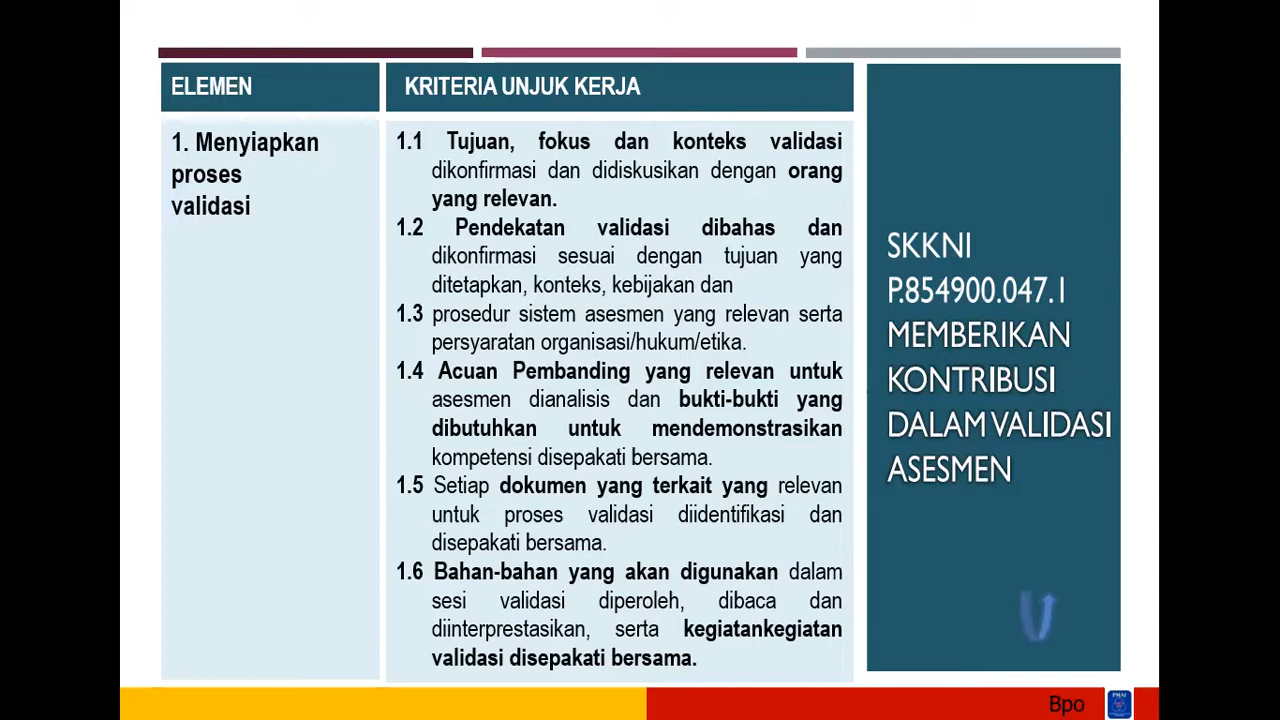 ELEMEN
KRITERIA UNJUK KERJA
1. Menyiapkan
proses
validasi
1.1 Tujuan, fokus dan konteks validasi
dikonfirmasi dan didiskusikan dengan orang
yang relevan.
1.2 Pendekatan validasi dibahas dan
dikonfirmasi sesuai dengan tujuan yang
ditetapkan, konteks, kebijakan dan
1.3 prosedur sistem asesmen yang relevan serta
persyaratan organisasi/hukum/etika.
1.4 Acuan Pembanding yang relevan untuk
asesmen dianalisis dan bukti-bukti yang
dibutuhkan untuk mendemonstrasikan
kompetensi disepakati bersama.
1.5 Setiap dokumen yang terkait yang relevan
untuk proses validasi diidentifikasi dan
disepakati bersama.
1.6 Bahan-bahan yang akan digunakan dalam
sesi validasi diperoleh, dibaca dan
diinterprestasikan, serta kegiatankegiatan
validasi disepakati bersama.
SKKNI
P.854900.047.1
MEMBERIKAN
KONTRIBUSI
DALAM VALIDASI
ASESMEN
Bpo